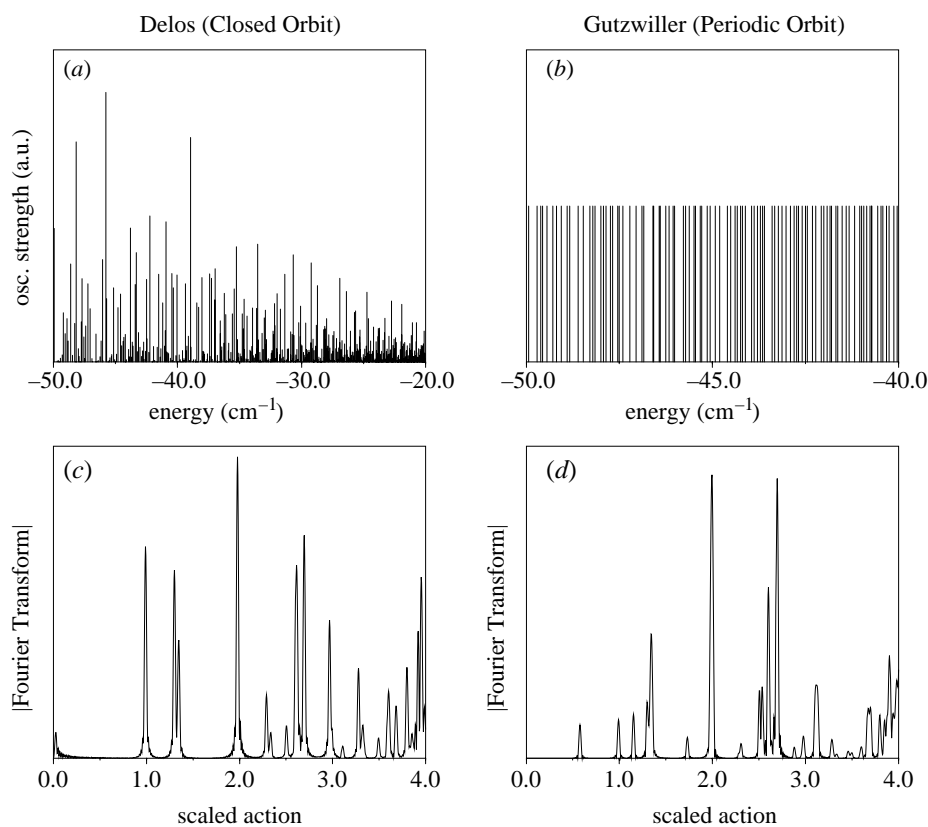 Delos (Closed Orbit)
Gutzwiller (Periodic Orbit)
(a)
(b)
osc. strength (a.u.)
–50.0 –40.0 –30.0 –20.0
energy (cm–1)
–50.0 –45.0 –40.0
energy (cm–1)
(c)
(d)
|Fourier Transform|
0.0 1.0 2.0 3.0 4.0
scaled action
|Fourier Transform|
0.0 1.0 2.0 3.0 4.0
scaled action